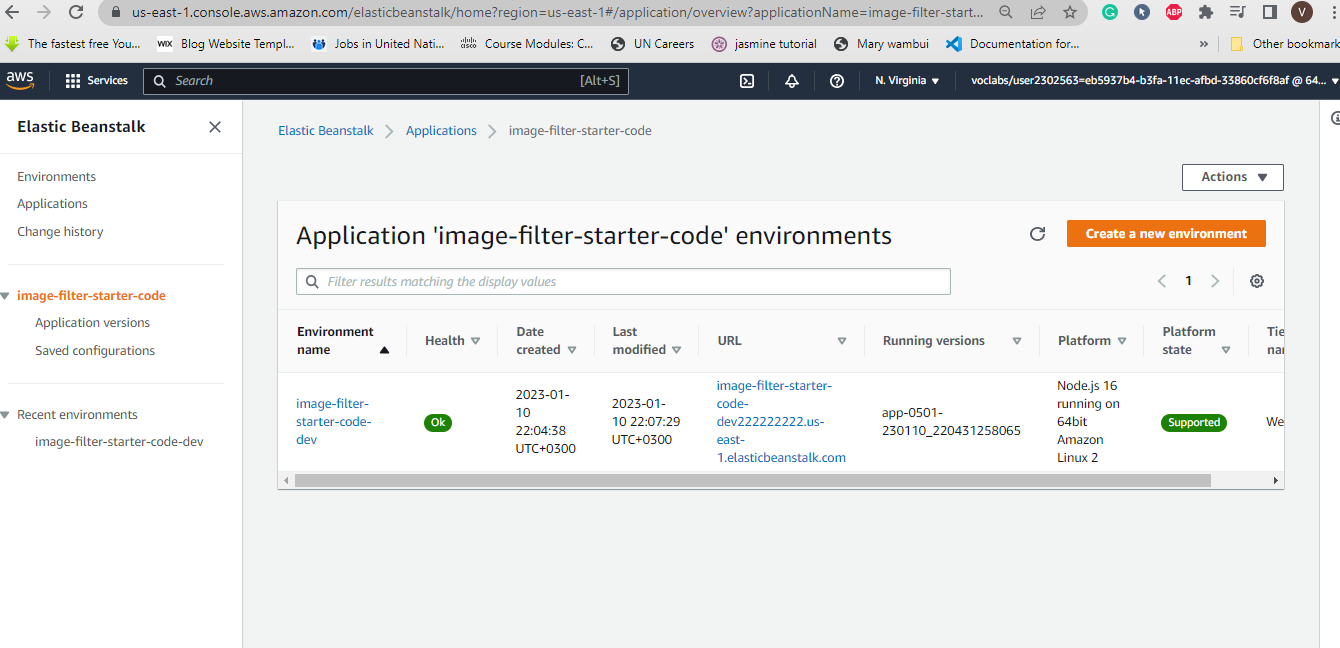 us-east-1.console.aws.amazon.com/elasticbeanstalk/home?region=us-east-1#/application/overview?applicationName=image-filter-start...
ABP
V
The fastest free You...
WIX
Blog Website Templ...
Jobs in United Nati...
cisco
Course Modules: C...
UN Careers
jasmine tutorial
Mary wambui
Documentation for...
»
Other bookmark
aws
Services
Search
[Alt+S]
N. Virginia
voclabs/user2302563=eb5937b4-b3fa-11ec-afbd-33860cf6f8af @ 64...
Elastic Beanstalk
Environments
Applications
Change history
image-filter-starter-code
Application versions
Saved configurations
Recent environments
image-filter-starter-code-dev
Elastic Beanstalk
Applications
image-filter-starter-code
Actions
Application 'image-filter-starter-code' environments
Create a new environment
Filter results matching the display values
1
Environment
name
Health
Date
created
Last
modified
URL
Running versions
Platform
Platform
state
Tie
nar
image-filter-
starter-code-
dev
Ok
2023-01-
10
22:04:38
UTC+0300
2023-01-
10 22:07:29
UTC+0300
image-filter-starter-
code-
dev222222222.us-
east-
1.elasticbeanstalk.com
app-0501-
230110_220431258065
Node.js 16
running on
64bit
Amazon
Linux 2
Supported
We